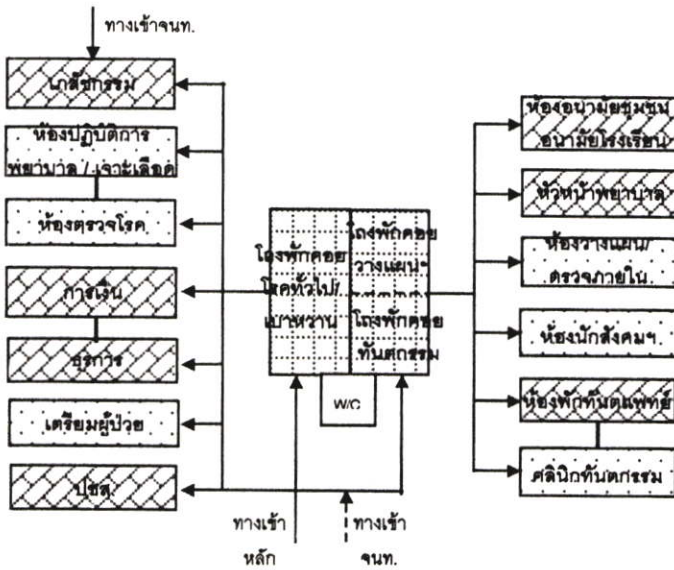 ทางเข้าจนท.
เภสัชกรรม
ห้องปฏิบัติการ
พยาบาล / เจาะเลือด
ห้องตรวจโรค
การเงิน
ธุรการ
เตรียมผู้ป่วย
ปชส.
โถงพักคอย
โรคทั่วไป/
เบาหวาน
โถงพักคอย
วางแผนฯ
โถงพักคอย
ทันตกรรม
W/C
ทางเข้า
หลัก
ทางเข้า
จนท.
ห้องอนามัยชุมชน
อนามัยโรงเรียน
หัวหน้าพยาบาล
ห้องวางแผน/
ตรวจภายใน
ห้องนักสังคมฯ
ห้องพักทันตแพทย์
คลินิกทันตกรรม